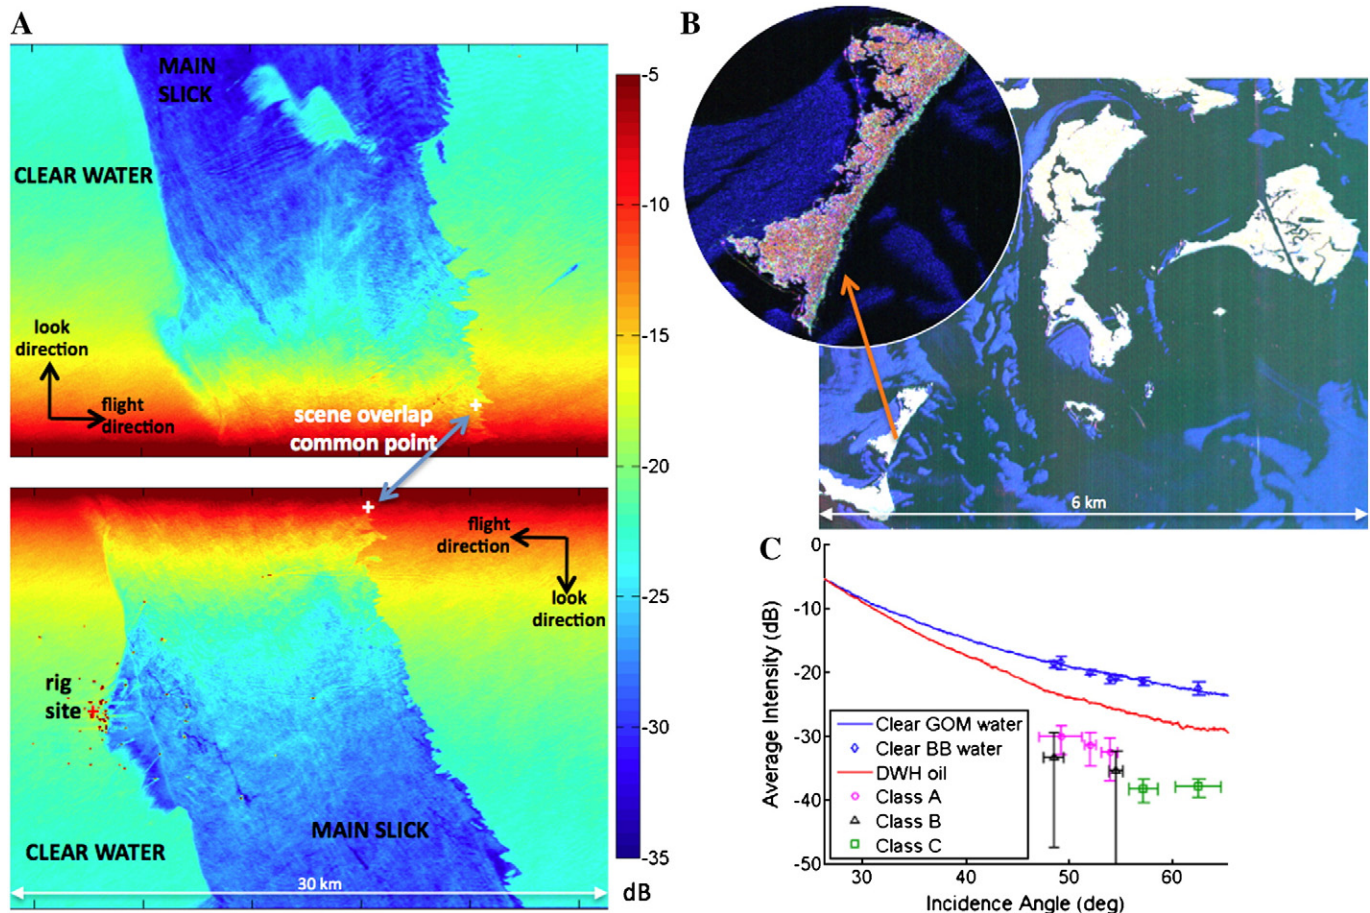 A
MAIN
SLICK
CLEAR WATER
look
direction
flight
direction
scene overlap
common point
flight
direction
look
direction
rig
site
MAIN SLICK
CLEAR WATER
30 km
-5
-10
-15
-20
-25
-30
-35
dB
B
6 km
C
0
-10
-20
-30
-40
-50
Average Intensity (dB)
Clear GOM water
Clear BB water
DWH oil
Class A
Class B
Class C
30
40
50
60
Incidence Angle (deg)